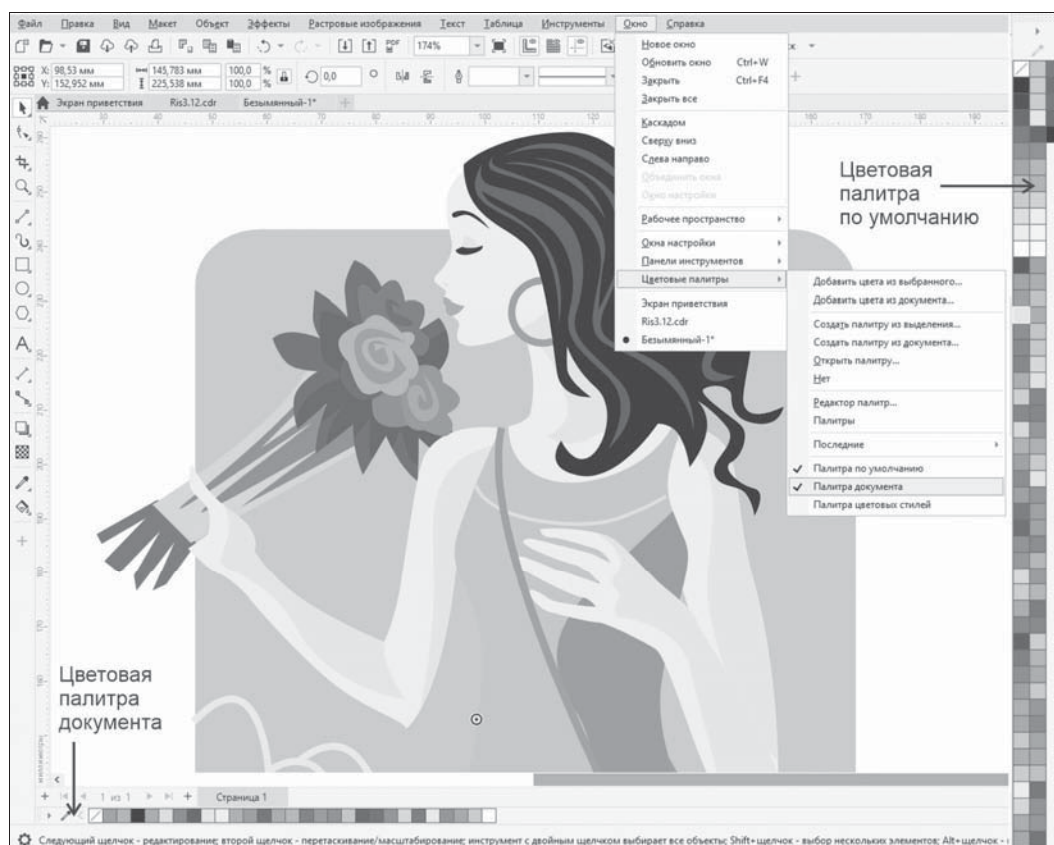 Файл Правка Вид Макет Объект Эффекты Растровые изображения Текст Таблица Инструменты Окно Справка
PDF 174%
X: 98,53 мм 145,783 мм 100,0 % 0,0 °
Y: 152,952 мм 225,538 мм 100,0 %
Экран приветствия Ris3.12.cdr Безымянный-1*
Новое окно
Обновить окно Ctrl+W
Закрыть Ctrl+F4
Закрыть все
Каскадом
Сверху вниз
Слева направо
Объединить окна
Окно настройки
Рабочее пространство
Окна настройки
Панели инструментов
Цветовые палитры
Экран приветствия
Ris3.12.cdr
Безымянный-1*
Добавить цвета из выбранного...
Добавить цвета из документа...
Создать палитру из выделения...
Создать палитру из документа...
Открыть палитру...
Нет
Редактор палитр...
Палитры
Последние
Палитра по умолчанию
Палитра документа
Палитра цветовых стилей
Цветовая
палитра
по умолчанию
Цветовая
палитра
документа
миллиметры
1 из 1 Страница 1
Следующий щелчок - редактирование; второй щелчок - перетаскивание/масштабирование; инструмент с двойным щелчком выбирает все объекты; Shift+щелчок - выбор нескольких элементов; Alt+щелчок -